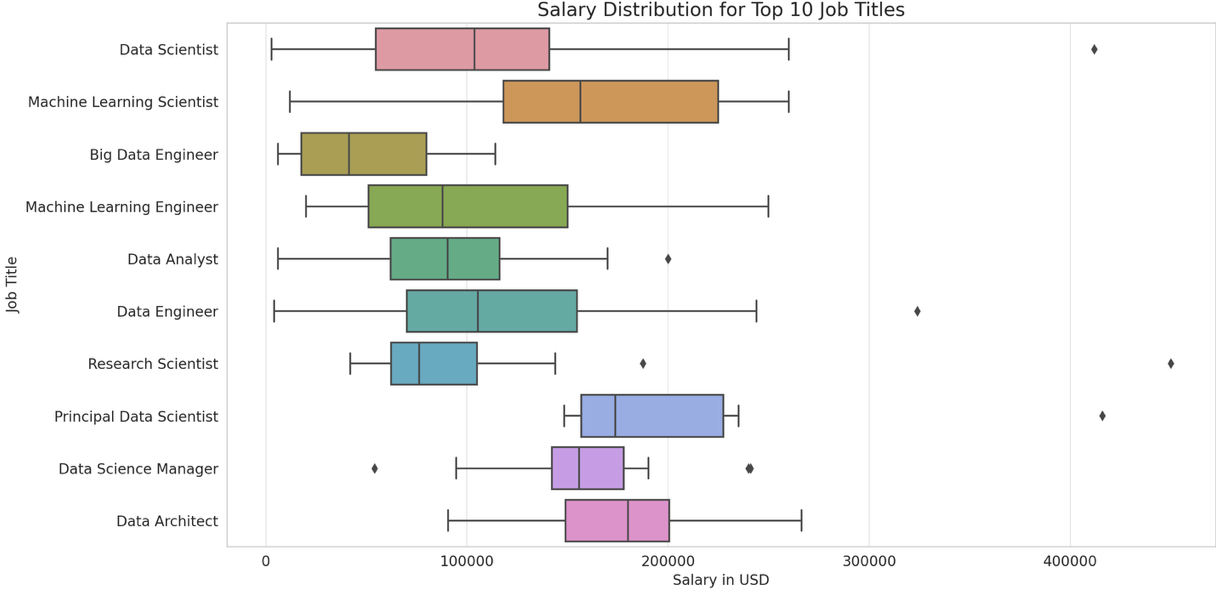 Salary Distribution for Top 10 Job Titles
Data Scientist
Machine Learning Scientist
Big Data Engineer
Machine Learning Engineer
Data Analyst
Data Engineer
Research Scientist
Principal Data Scientist
Data Science Manager
Data Architect
Job Title
0 100000 200000 300000 400000
Salary in USD